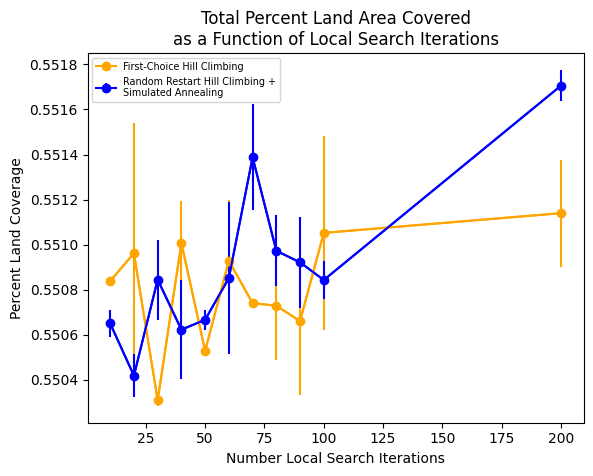 Total Percent Land Area Covered
as a Function of Local Search Iterations
First-Choice Hill Climbing
Random Restart Hill Climbing +
Simulated Annealing
Percent Land Coverage
0.5518
0.5516
0.5514
0.5512
0.5510
0.5508
0.5506
0.5504
25
50
75
100
125
150
175
200
Number Local Search Iterations